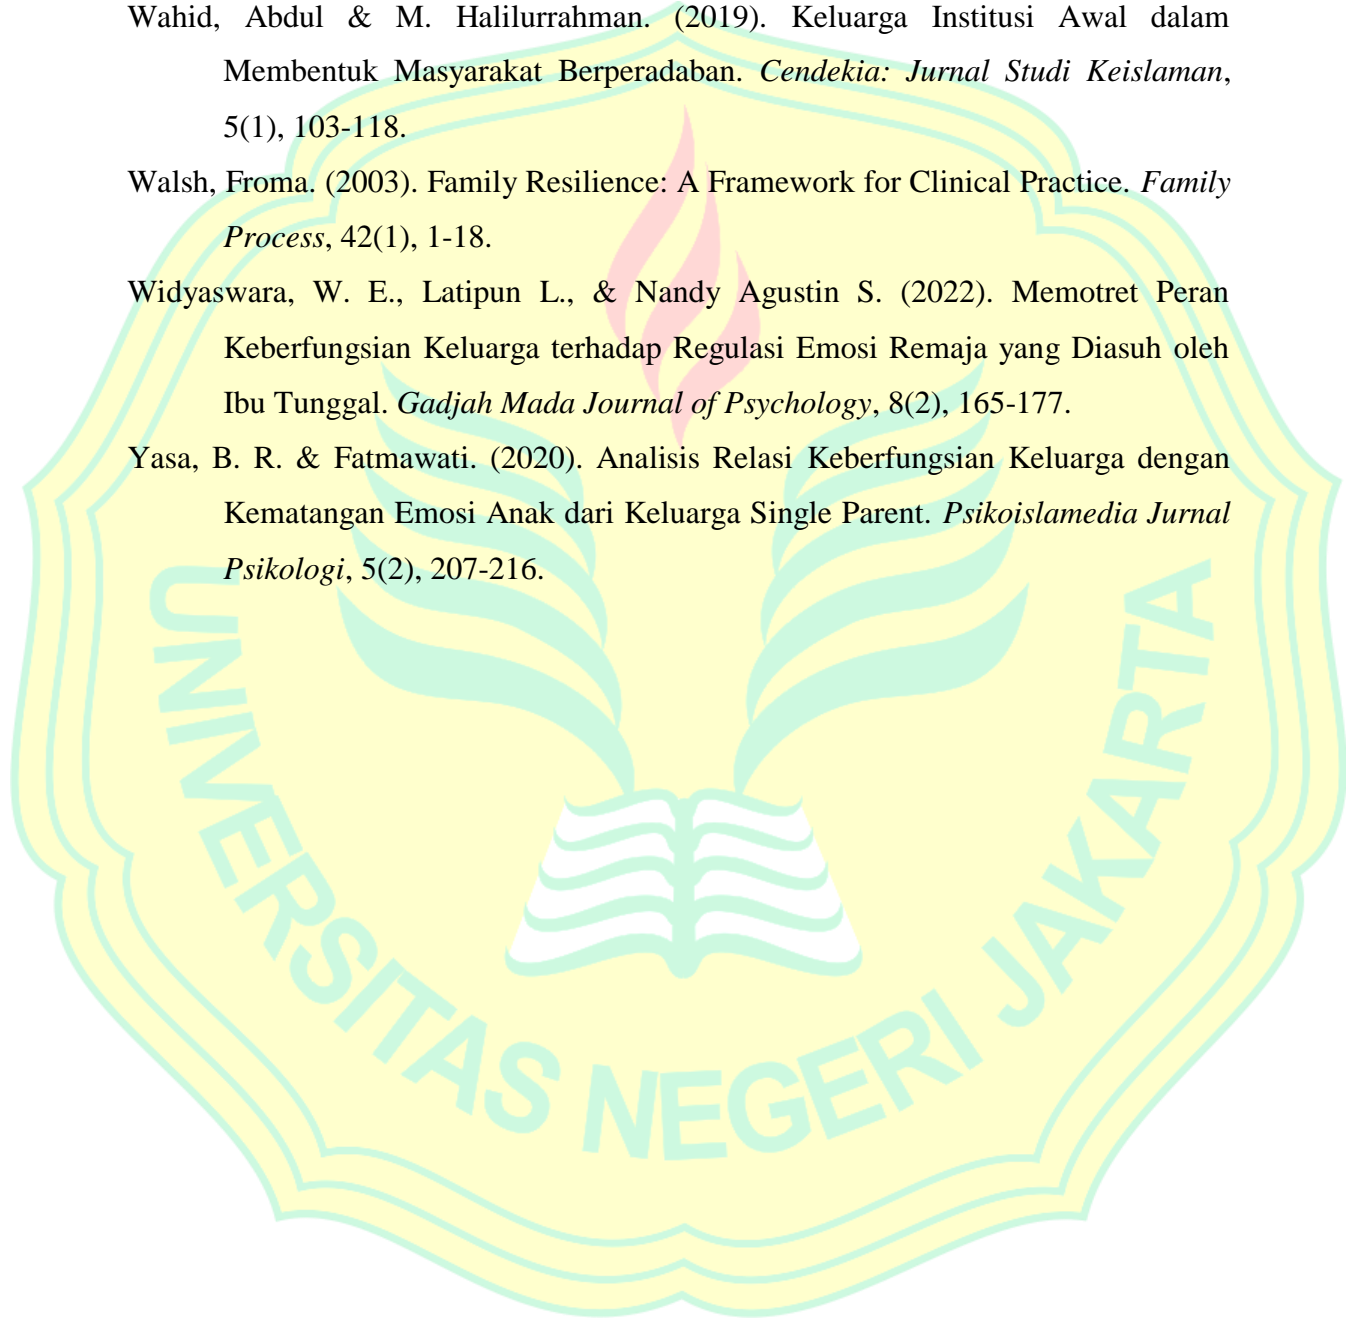 Wahid, Abdul & M. Halilurrahman. (2019). Keluarga Institusi Awal dalam
Membentuk Masyarakat Berperadaban. Cendekia: Jurnal Studi Keislaman,
5(1), 103-118.
Walsh, Froma. (2003). Family Resilience: A Framework for Clinical Practice. Family
Process, 42(1), 1-18.
Widyaswara, W. E., Latipun L., & Nandy Agustin S. (2022). Memotret Peran
Keberfungsian Keluarga terhadap Regulasi Emosi Remaja yang Diasuh oleh
Ibu Tunggal. Gadjah Mada Journal of Psychology, 8(2), 165-177.
Yasa, B. R. & Fatmawati. (2020). Analisis Relasi Keberfungsian Keluarga dengan
Kematangan Emosi Anak dari Keluarga Single Parent. Psikoislamedia Jurnal
Psikologi, 5(2), 207-216.
UNIVERSITAS NEGERI JAKARTA